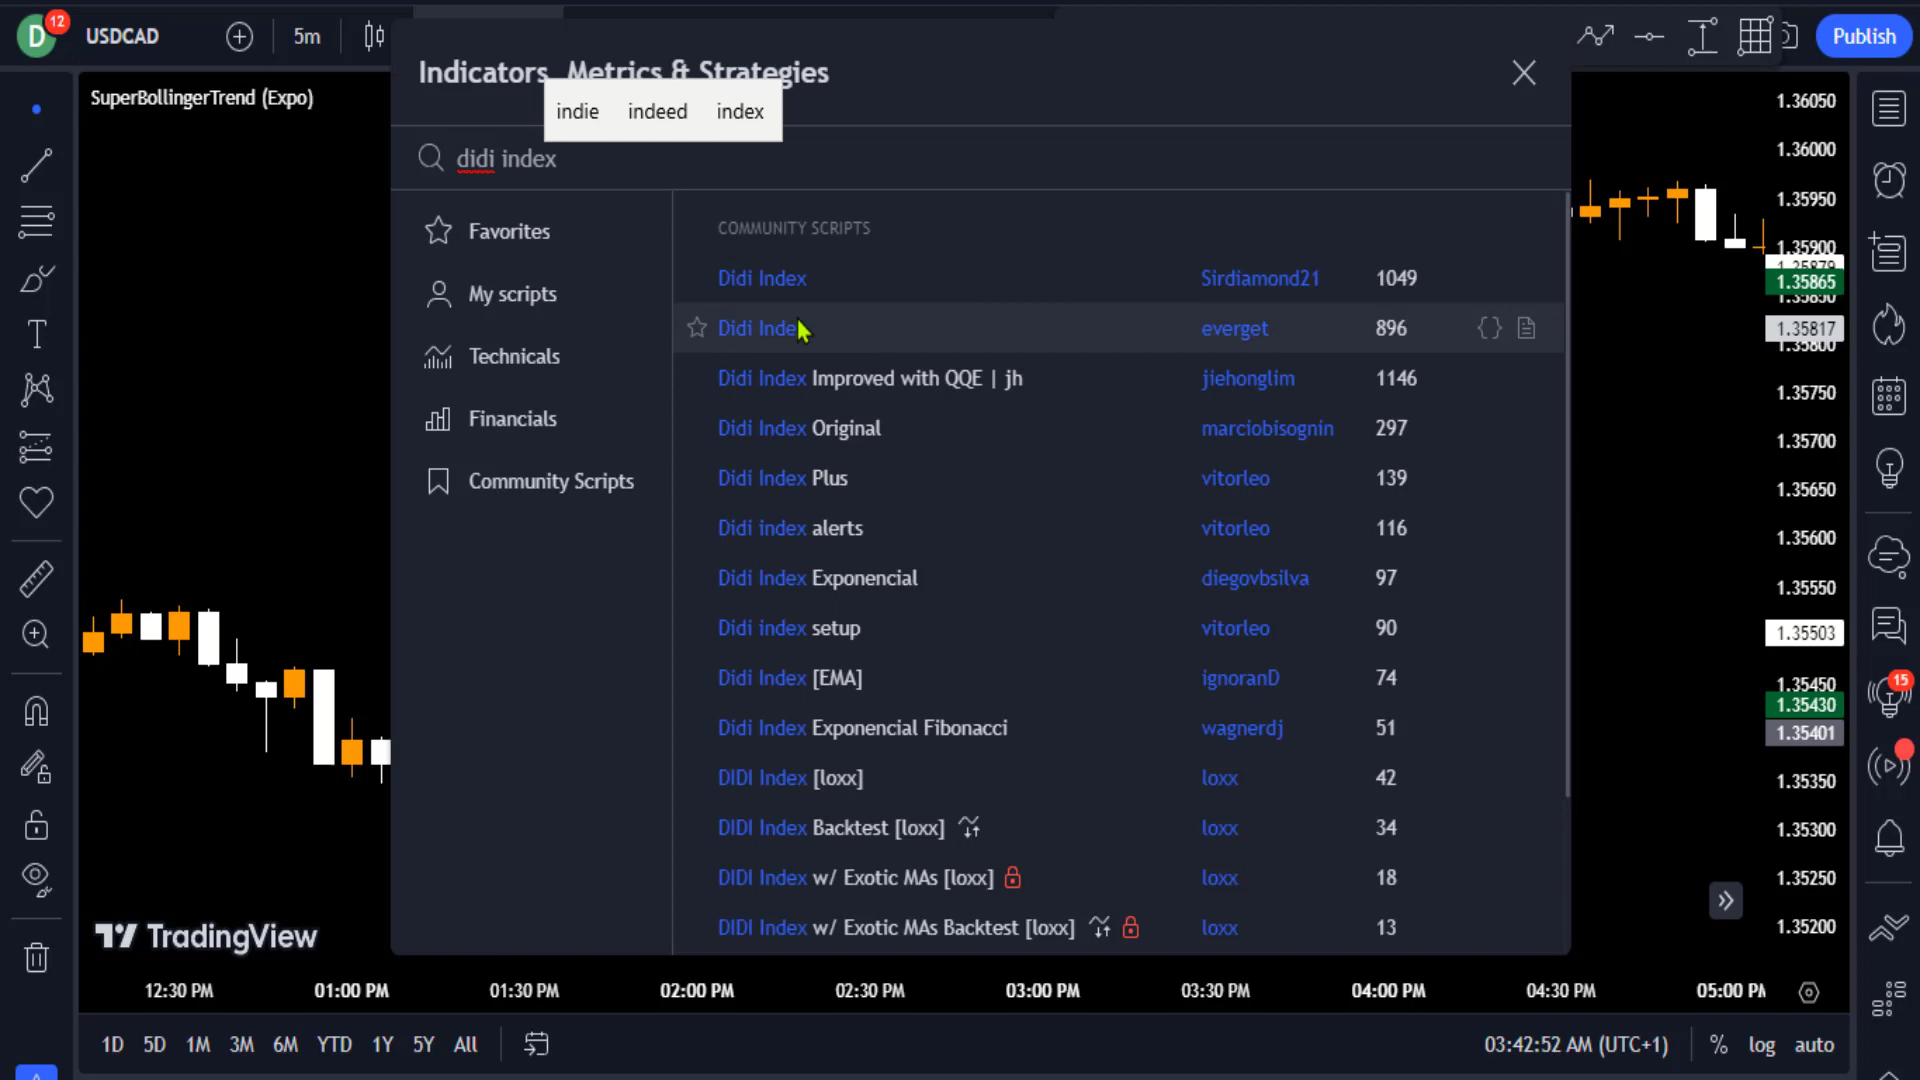 D 12 USDCAD 5m Publish
SuperBollingerTrend (Expo)
Indicators, Metrics & Strategies
indie indeed index
didi index
Favorites
My scripts
Technicals
Financials
Community Scripts
COMMUNITY SCRIPTS
Didi Index Sirdiamond21 1049
Didi Index everget 896
Didi Index Improved with QQE | jh jiehonglim 1146
Didi Index Original marciobisognin 297
Didi Index Plus vitorleo 139
Didi index alerts vitorleo 116
Didi Index Exponencial diegovbsilva 97
Didi index setup vitorleo 90
Didi Index [EMA] ignoranD 74
Didi Index Exponencial Fibonacci wagnerdj 51
DIDI Index [loxx] loxx 42
DIDI Index Backtest [loxx] loxx 34
DIDI Index w/ Exotic MAs [loxx] loxx 18
DIDI Index w/ Exotic MAs Backtest [loxx] loxx 13
1.36050
1.36000
1.35950
1.35900
1.35879
1.35865
1.35850
1.35817
1.35800
1.35750
1.35700
1.35650
1.35600
1.35550
1.35503
1.35450
1.35430
1.35401
1.35350
1.35300
1.35250
1.35200
15
TradingView
12:30 PM 01:00 PM 01:30 PM 02:00 PM 02:30 PM 03:00 PM 03:30 PM 04:00 PM 04:30 PM 05:00 PM
1D 5D 1M 3M 6M YTD 1Y 5Y All 03:42:52 AM (UTC+1) % log auto